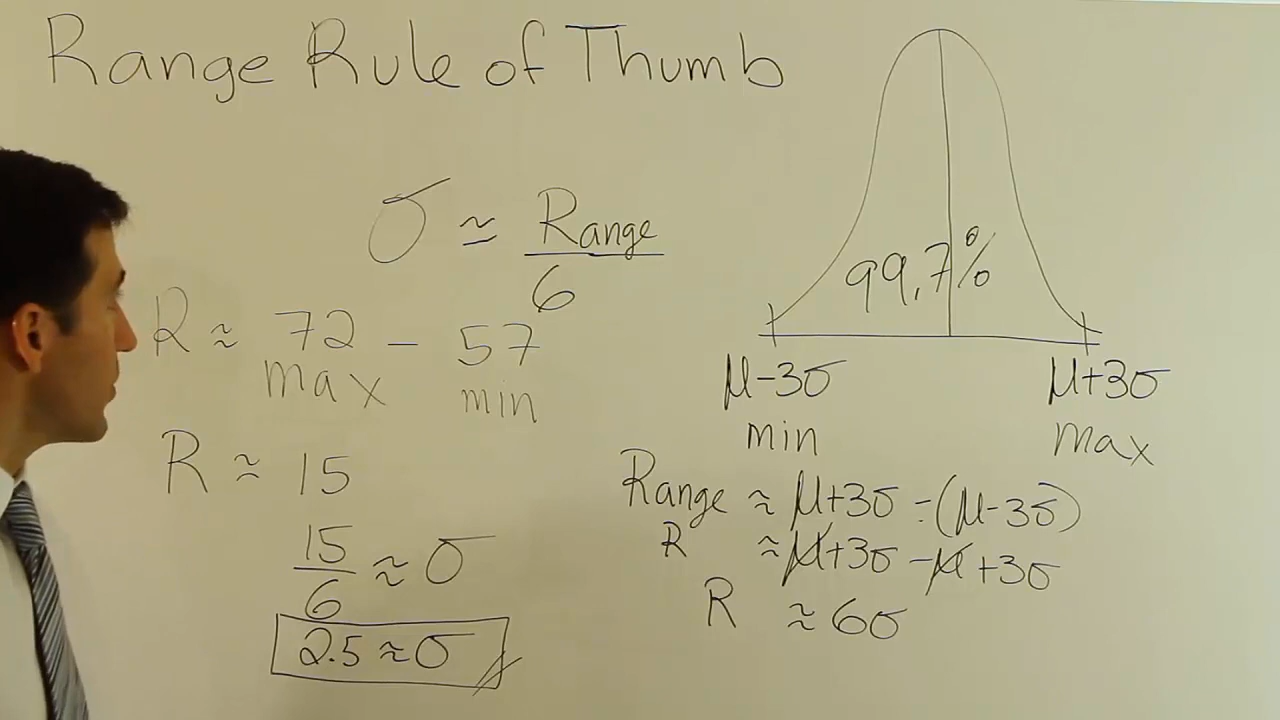 Range Rule of Thumb
σ ≃ Range
6
R ≈ 72 - 57
max min
R ≈ 15
15
6 ≈ σ
2.5 ≈ σ
99.7%
μ-3σ μ+3σ
min max
Range ≈ μ+3σ -(μ-3σ)
R ≈ μ+3σ - μ +3σ
R ≈ 6σ